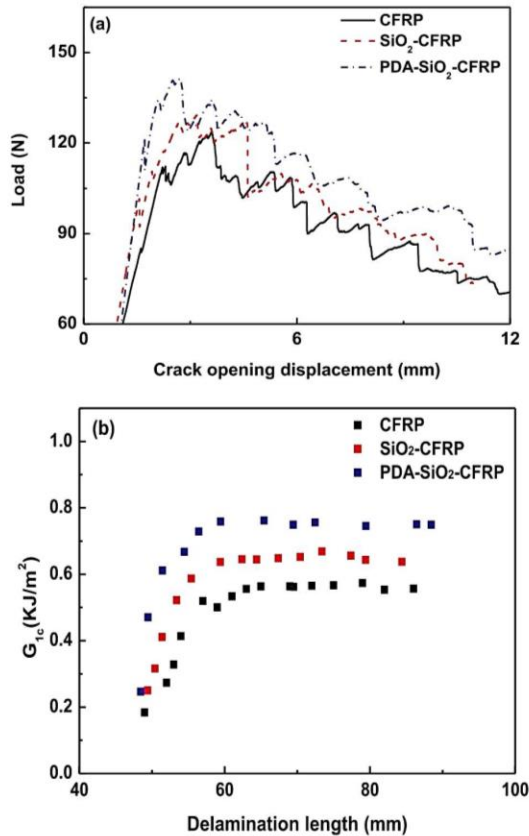 (a)
CFRP
SiO2-CFRP
PDA-SiO2-CFRP
150
120
90
60
Load (N)
0 6 12
Crack opening displacement (mm)
(b)
CFRP
SiO2-CFRP
PDA-SiO2-CFRP
1.0
0.8
0.6
0.4
0.2
0.0
G1c(KJ/m2)
40 60 80 100
Delamination length (mm)